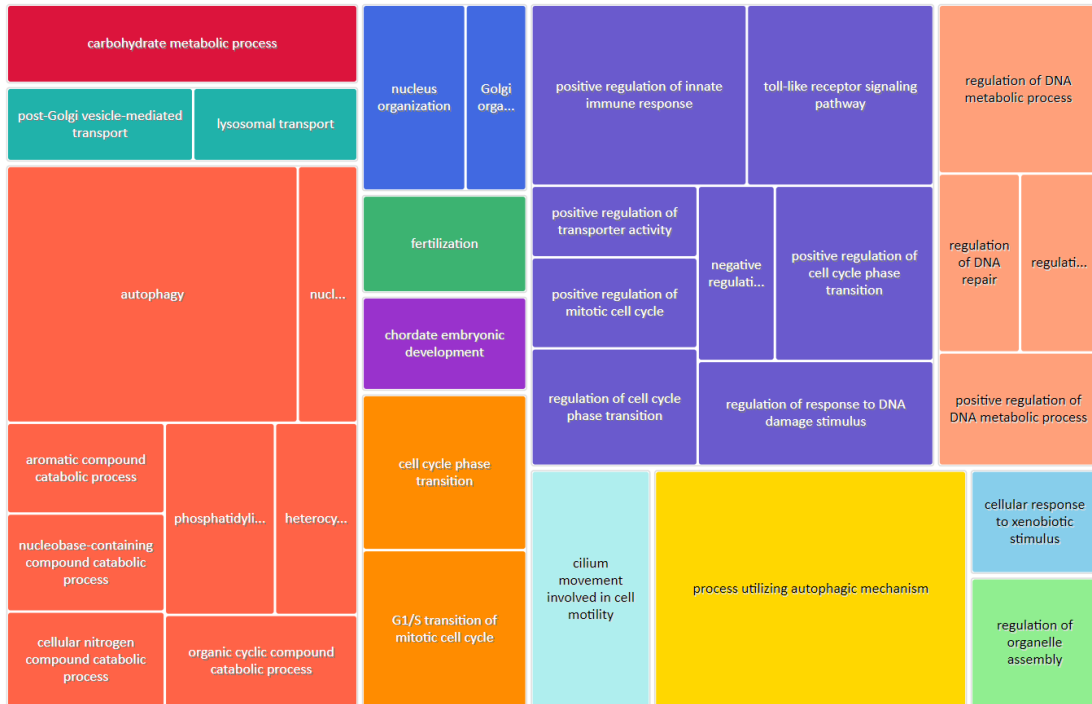 carbohydrate metabolic process
post-Golgi vesicle-mediated
transport
lysosomal transport
autophagy
nucl...
aromatic compound
catabolic process
nucleobase-containing
compound catabolic
process
cellular nitrogen
compound catabolic
process
phosphatidyli...
heterocy...
organic cyclic compound
catabolic process
nucleus
organization
Golgi
orga...
fertilization
chordate embryonic
development
cell cycle phase
transition
G1/S transition of
mitotic cell cycle
positive regulation of innate
immune response
toll-like receptor signaling
pathway
positive regulation of
transporter activity
positive regulation of
mitotic cell cycle
negative
regulati...
positive regulation of
cell cycle phase
transition
regulation of cell cycle
phase transition
regulation of response to DNA
damage stimulus
regulation of DNA
metabolic process
regulation
of DNA
repair
regulati...
positive regulation of
DNA metabolic process
cilium
movement
involved in cell
motility
process utilizing autophagic mechanism
cellular response
to xenobiotic
stimulus
regulation of
organelle
assembly